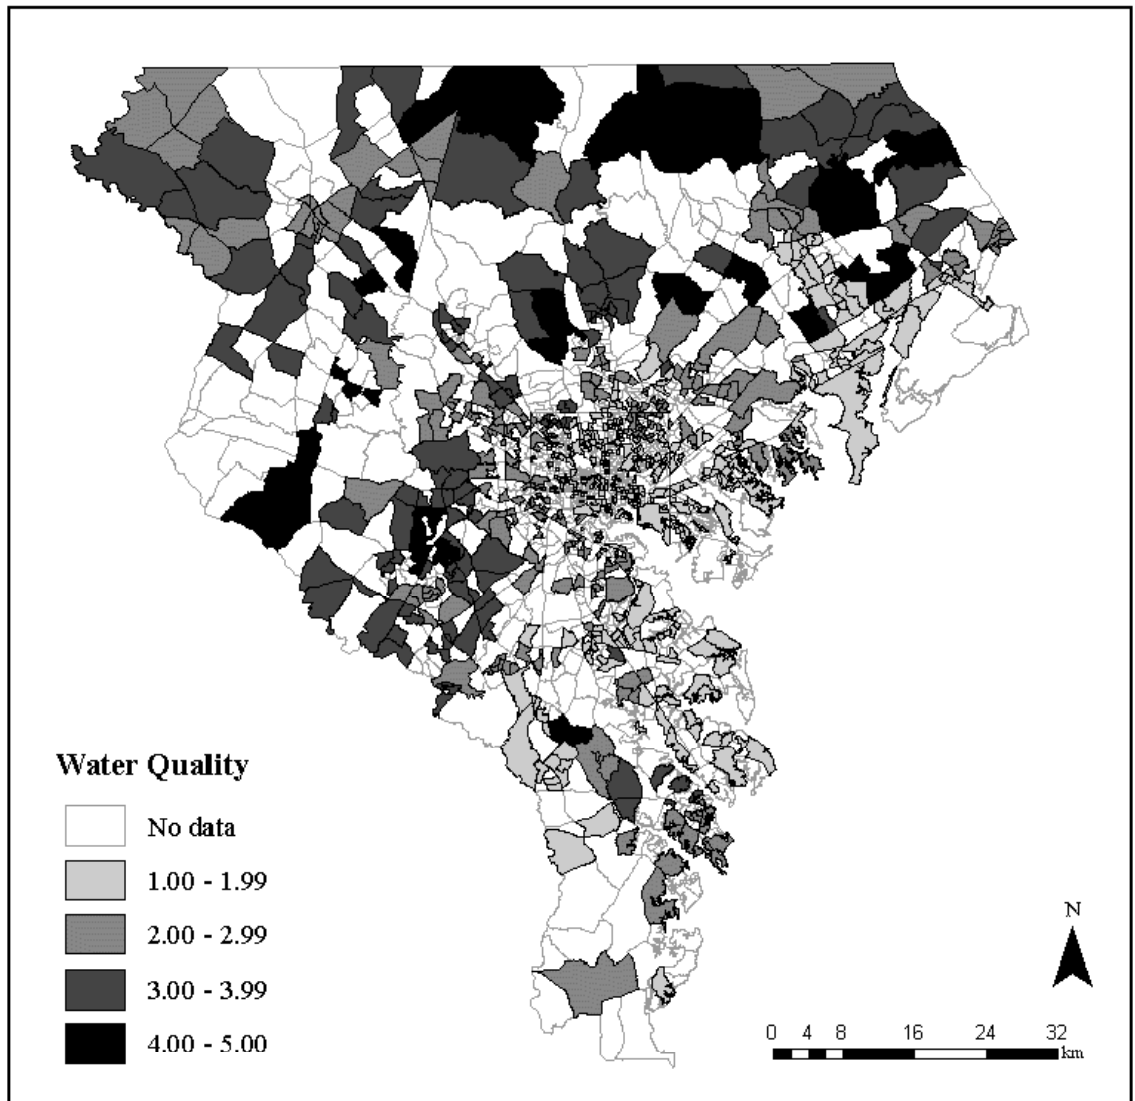 Water Quality
No data
1.00 - 1.99
2.00 - 2.99
3.00 - 3.99
4.00 - 5.00
N
0 4 8 16 24 32
km